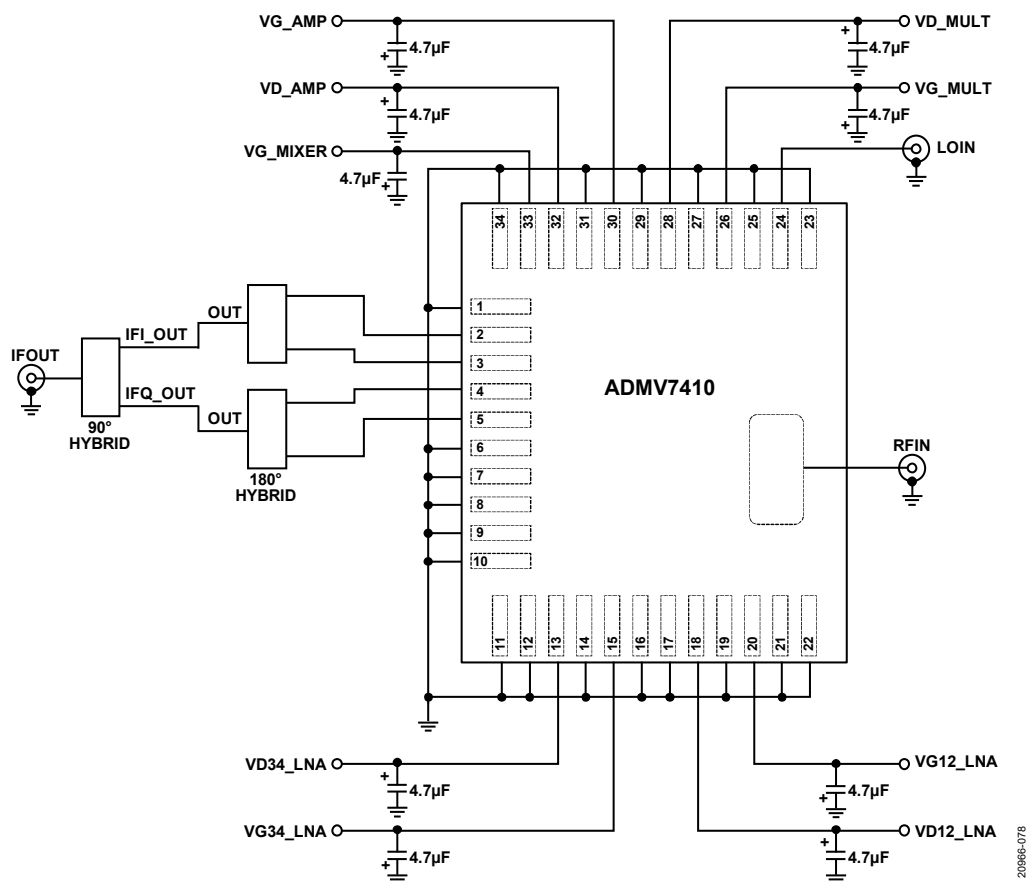 VG_AMP
+
4.7µF
VD_MULT
+
4.7µF
VD_AMP
+
4.7µF
VG_MULT
+
4.7µF
VG_MIXER
4.7µF
+
LOIN
34
33
32
31
30
29
28
27
26
25
24
23
1
2
3
4
5
6
7
8
9
10
IFOUT
90°
HYBRID
IFI_OUT
OUT
IFQ_OUT
OUT
180°
HYBRID
ADMV7410
RFIN
11
12
13
14
15
16
17
18
19
20
21
22
VD34_LNA
+
4.7µF
VG12_LNA
+
4.7µF
VG34_LNA
+
4.7µF
VD12_LNA
+
4.7µF
20966-078